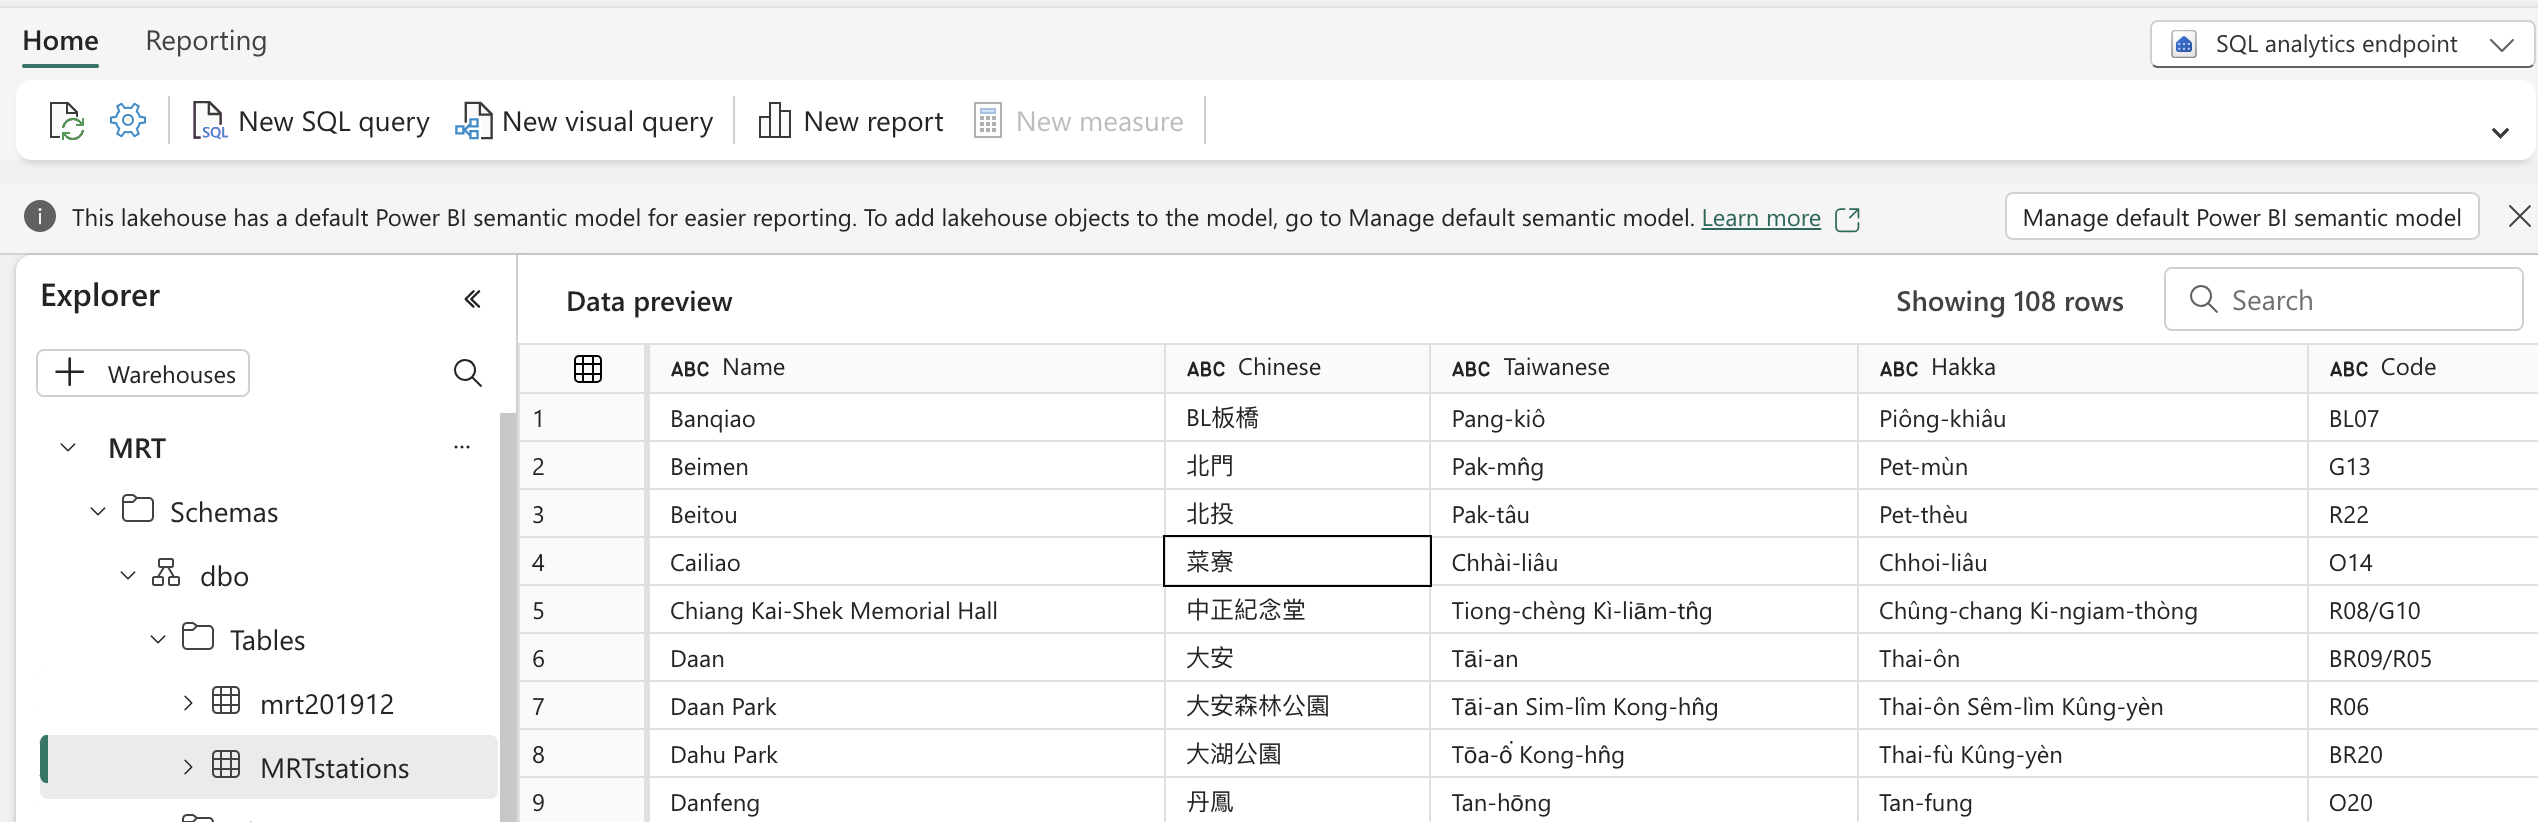 Home Reporting SQL analytics endpoint
New SQL query New visual query New report New measure
This lakehouse has a default Power BI semantic model for easier reporting. To add lakehouse objects to the model, go to Manage default semantic model. Learn more Manage default Power BI semantic model
Explorer
Warehouses
MRT
Schemas
dbo
Tables
mrt201912
MRTstations
Data preview Showing 108 rows Search
ABC Name ABC Chinese ABC Taiwanese ABC Hakka ABC Code
1 Banqiao BL板橋 Pang-kiô Piông-khiâu BL07
2 Beimen 北門 Pak-mn̂g Pet-mùn G13
3 Beitou 北投 Pak-tâu Pet-thèu R22
4 Cailiao 菜寮 Chhài-liâu Chhoi-liâu O14
5 Chiang Kai-Shek Memorial Hall 中正紀念堂 Tiong-chèng Kì-liām-tn̂g Chûng-chang Ki-ngiam-thòng R08/G10
6 Daan 大安 Tāi-an Thai-ôn BR09/R05
7 Daan Park 大安森林公園 Tāi-an Sim-lîm Kong-hn̂g Thai-ôn Sêm-lìm Kûng-yèn R06
8 Dahu Park 大湖公園 Tōa-ô͘ Kong-hn̂g Thai-fù Kûng-yèn BR20
9 Danfeng 丹鳳 Tan-hōng Tan-fung O20